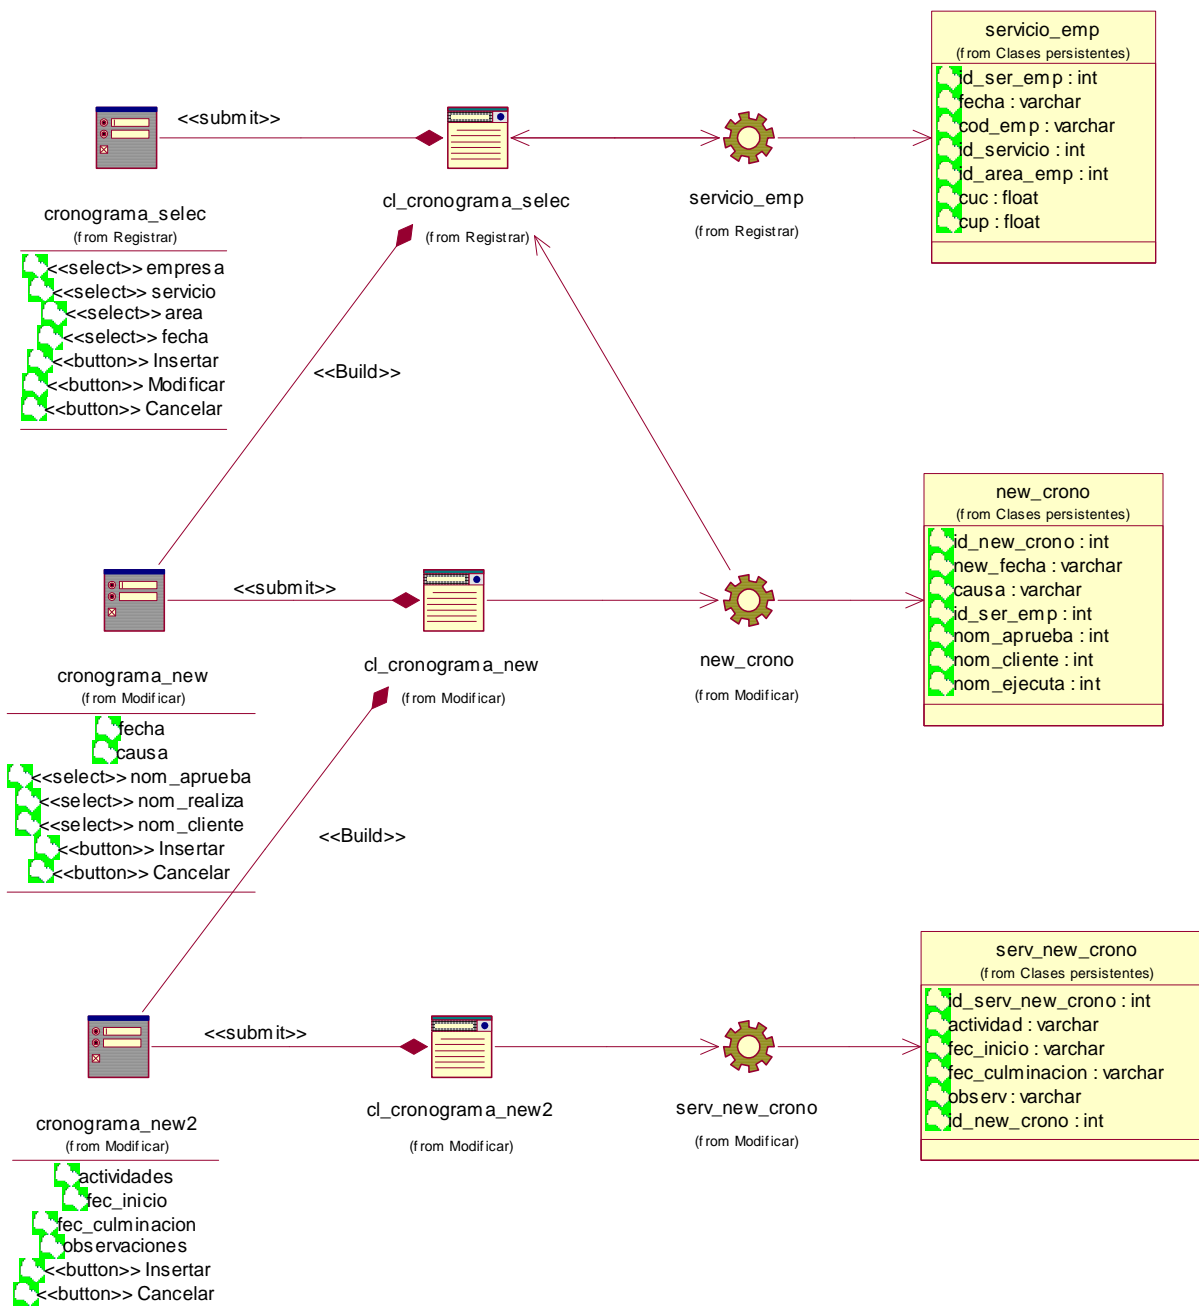 servicio_emp
(from Clases persistentes)
id_ser_emp : int
fecha : varchar
cod_emp : varchar
id_servicio : int
id_area_emp : int
cuc : float
cup : float
<<submit>>
cronograma_selec
(from Registrar)
<<select>> empresa
<<select>> servicio
<<select>> area
<<select>> fecha
<<button>> Insertar
<<button>> Modificar
<<button>> Cancelar
cl_cronograma_selec
(from Registrar)
servicio_emp
(from Registrar)
<<Build>>
new_crono
(from Clases persistentes)
id_new_crono : int
new_fecha : varchar
causa : varchar
id_ser_emp : int
nom_aprueba : int
nom_cliente : int
nom_ejecuta : int
<<submit>>
cronograma_new
(from Modificar)
fecha
causa
<<select>> nom_aprueba
<<select>> nom_realiza
<<select>> nom_cliente
<<button>> Insertar
<<button>> Cancelar
cl_cronograma_new
(from Modificar)
new_crono
(from Modificar)
<<Build>>
serv_new_crono
(from Clases persistentes)
id_serv_new_crono : int
actividad : varchar
fec_inicio : varchar
fec_culminacion : varchar
observ : varchar
id_new_crono : int
<<submit>>
cronograma_new2
(from Modificar)
actividades
fec_inicio
fec_culminacion
observaciones
<<button>> Insertar
<<button>> Cancelar
cl_cronograma_new2
(from Modificar)
serv_new_crono
(from Modificar)